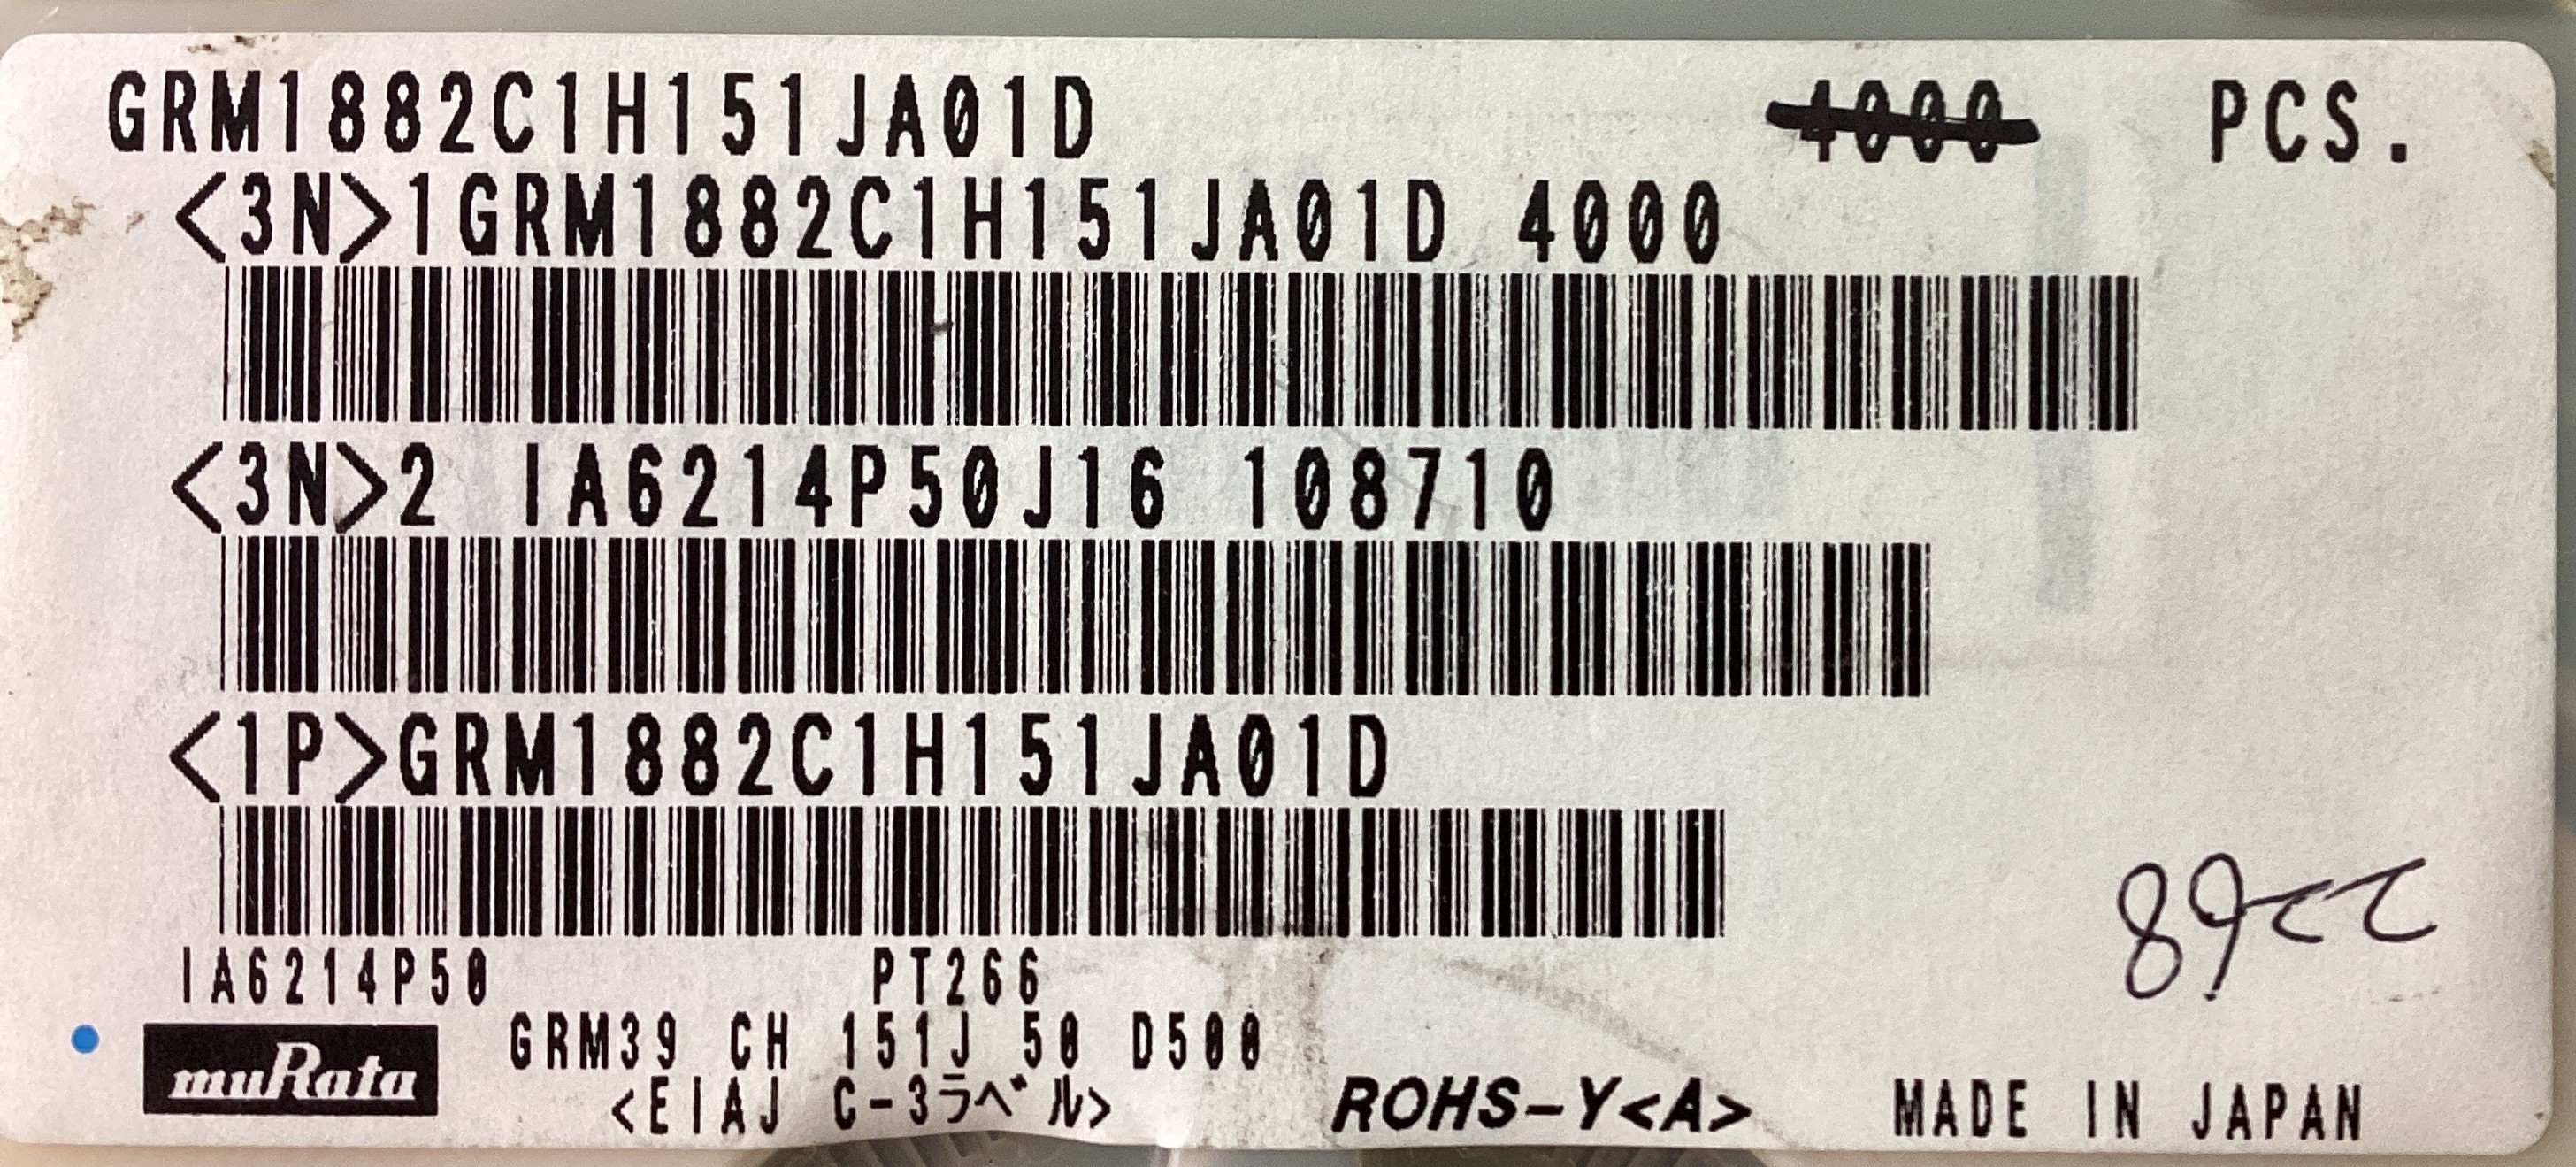 GRM1882C1H151JA01D 4000 PCS.
<3N>1GRM1882C1H151JA01D 4000
<3N>2 IA6214P50J16 108710
<1P>GRM1882C1H151JA01D
IA6214P50 PT266
GRM39 CH 151J 50 D500
muRata
<EIAJ C-3ラベル>
ROHS-Y<A>
MADE IN JAPAN